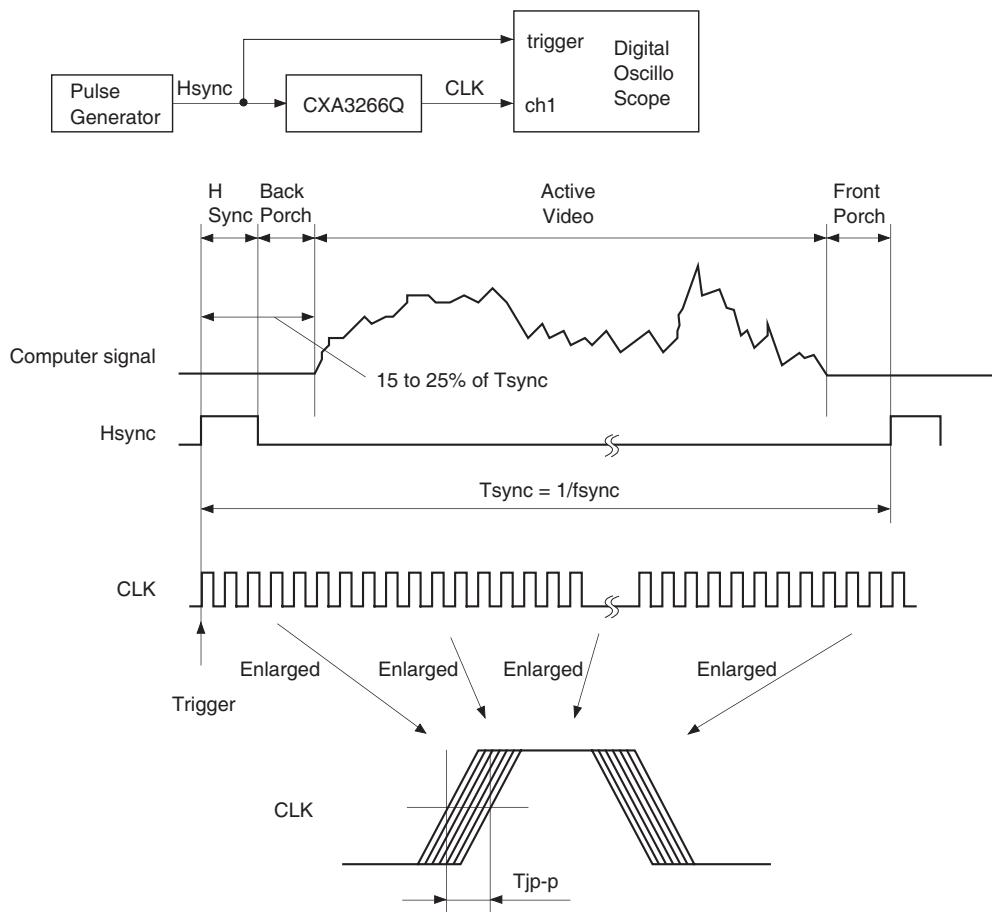 trigger
Digital
Oscillo
Scope
Hsync
CLK
Pulse
Generator
CXA3266Q
ch1
H
Sync
Back
Porch
Active
Video
Front
Porch
Computer signal
15 to 25% of Tsync
Hsync
Tsync = 1/fsync
CLK
Enlarged
Enlarged
Enlarged
Enlarged
Trigger
CLK
Tjp-p